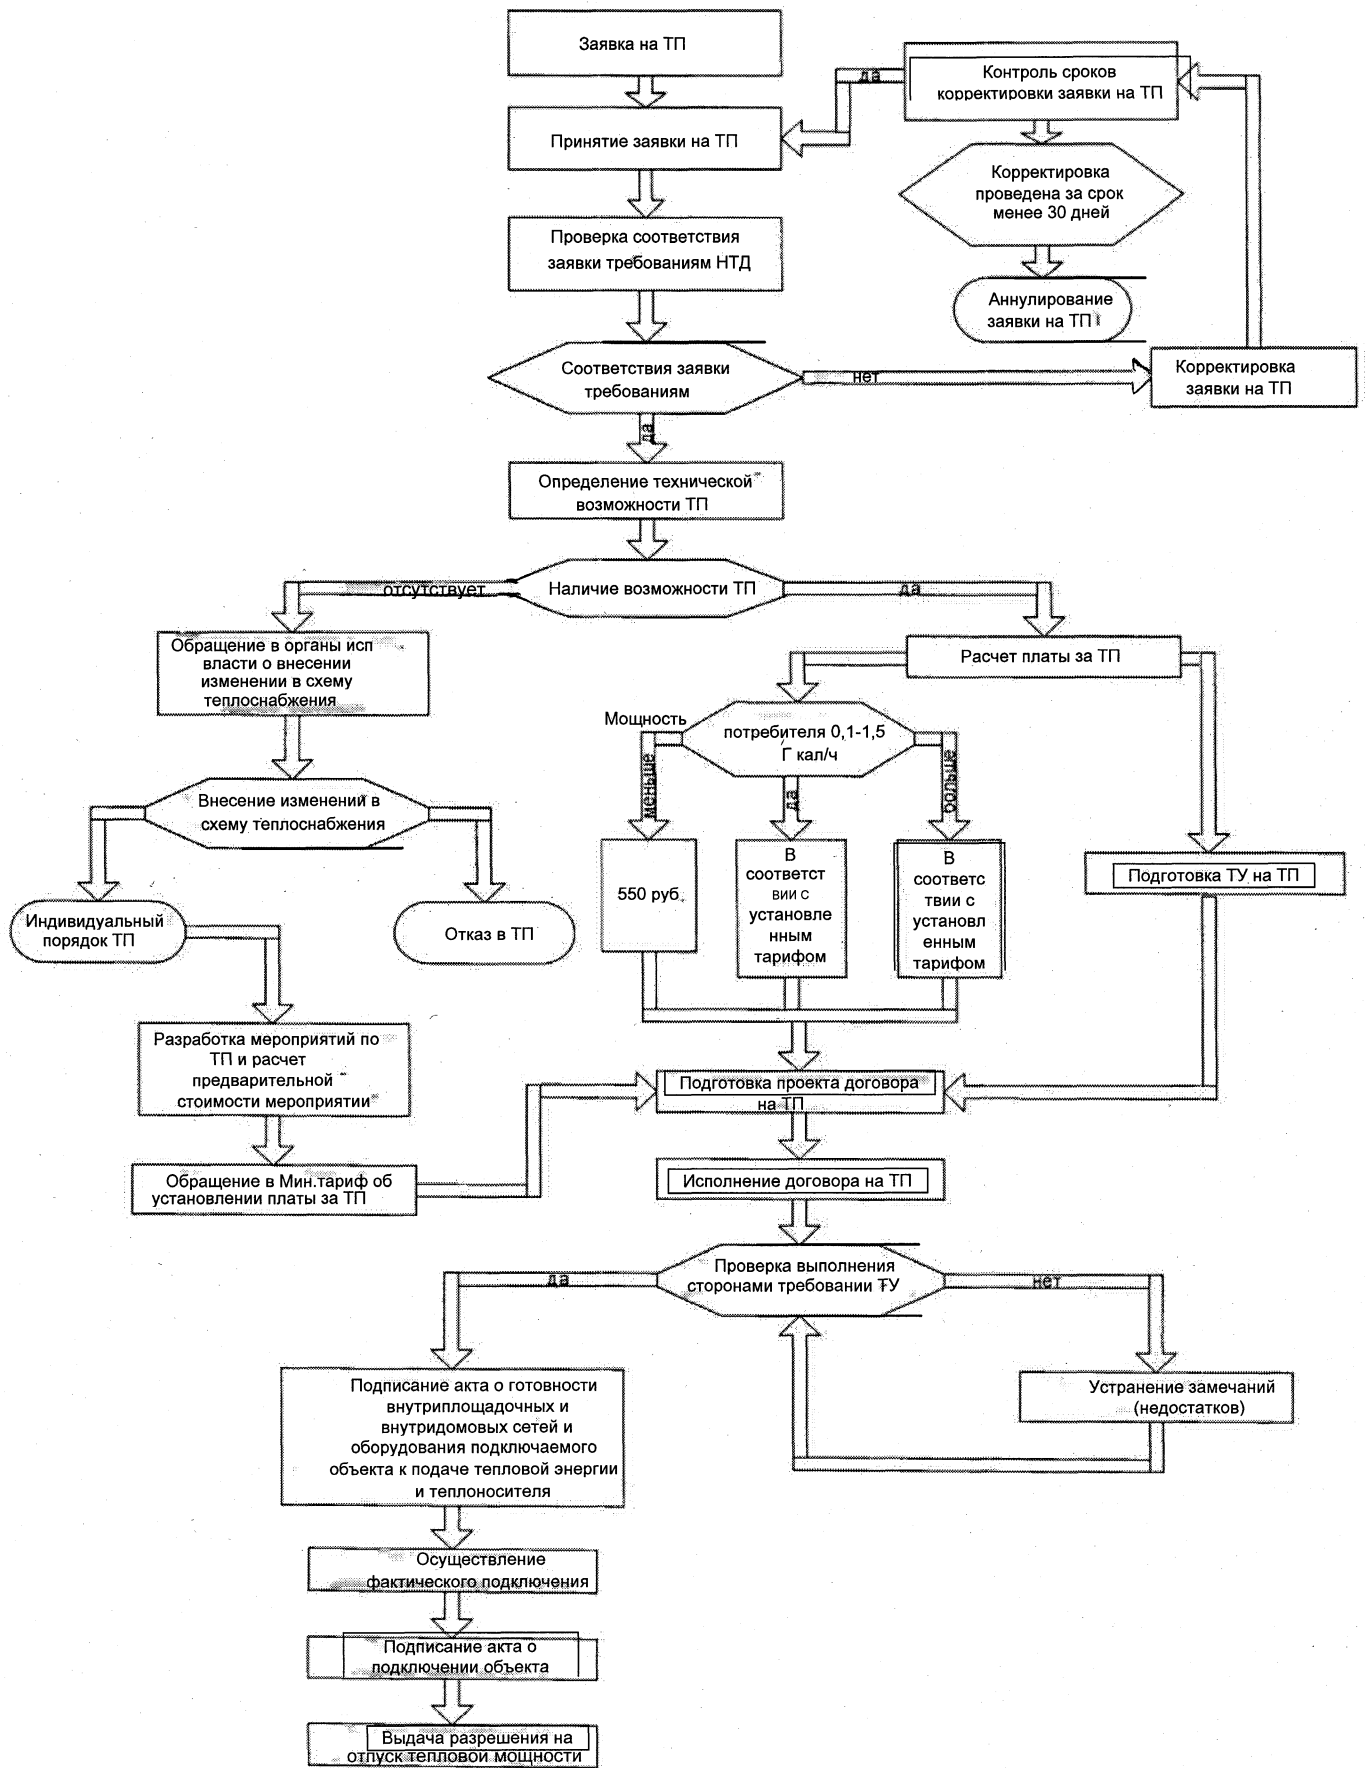 Заявка на ТП
Контроль сроков
корректировки заявки на ТП
да
Принятие заявки на ТП
Корректировка
проведена за срок
менее 30 дней
Проверка соответствия
заявки требованиям НТД
Аннулирование
заявки на ТП
Соответствия заявки
требованиям
нет
Корректировка
заявки на ТП
да
Определение технической
возможности ТП
Наличие возможности ТП
отсутствует
да
Обращение в органы исп
власти о внесении
изменении в схему
теплоснабжения
Расчет платы за ТП
Мощность
потребителя 0,1-1,5
Г кал/ч
меньше
да
больше
Внесение изменений в
схему теплоснабжения
550 руб.
В
соответст
вии с
установле
нным
тарифом
В
соответс
твии с
установл
енным
тарифом
Подготовка ТУ на ТП
Индивидуальный
порядок ТП
Отказ в ТП
Разработка мероприятий по
ТП и расчет
предварительной
стоимости мероприятии
Подготовка проекта договора
на ТП
Обращение в Мин.тариф об
установлении платы за ТП
Исполнение договора на ТП
Проверка выполнения
сторонами требовании ТУ
да
нет
Подписание акта о готовности
внутриплощадочных и
внутридомовых сетей и
оборудования подключаемого
объекта к подаче тепловой энергии
и теплоносителя
Устранение замечаний
(недостатков)
Осуществление
фактического подключения
Подписание акта о
подключении объекта
Выдача разрешения на
отпуск тепловой мощности